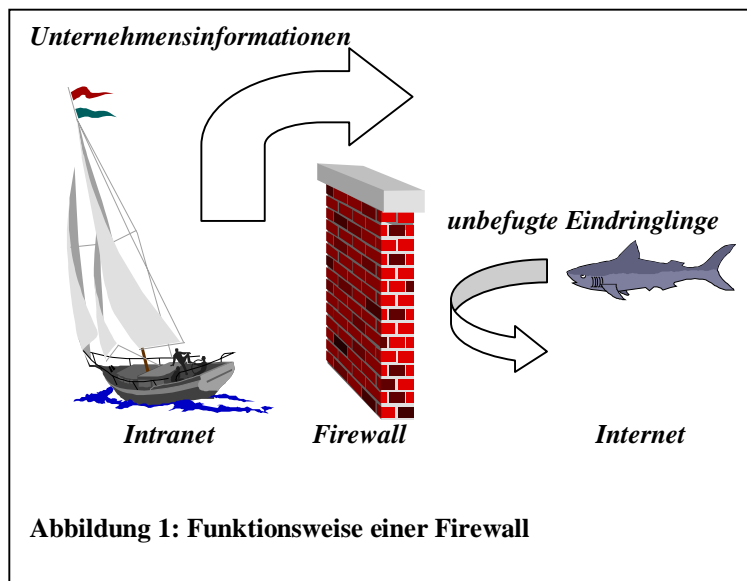 Unternehmensinformationen
unbefugte Eindringlinge
Intranet
Firewall
Internet
Abbildung 1: Funktionsweise einer Firewall